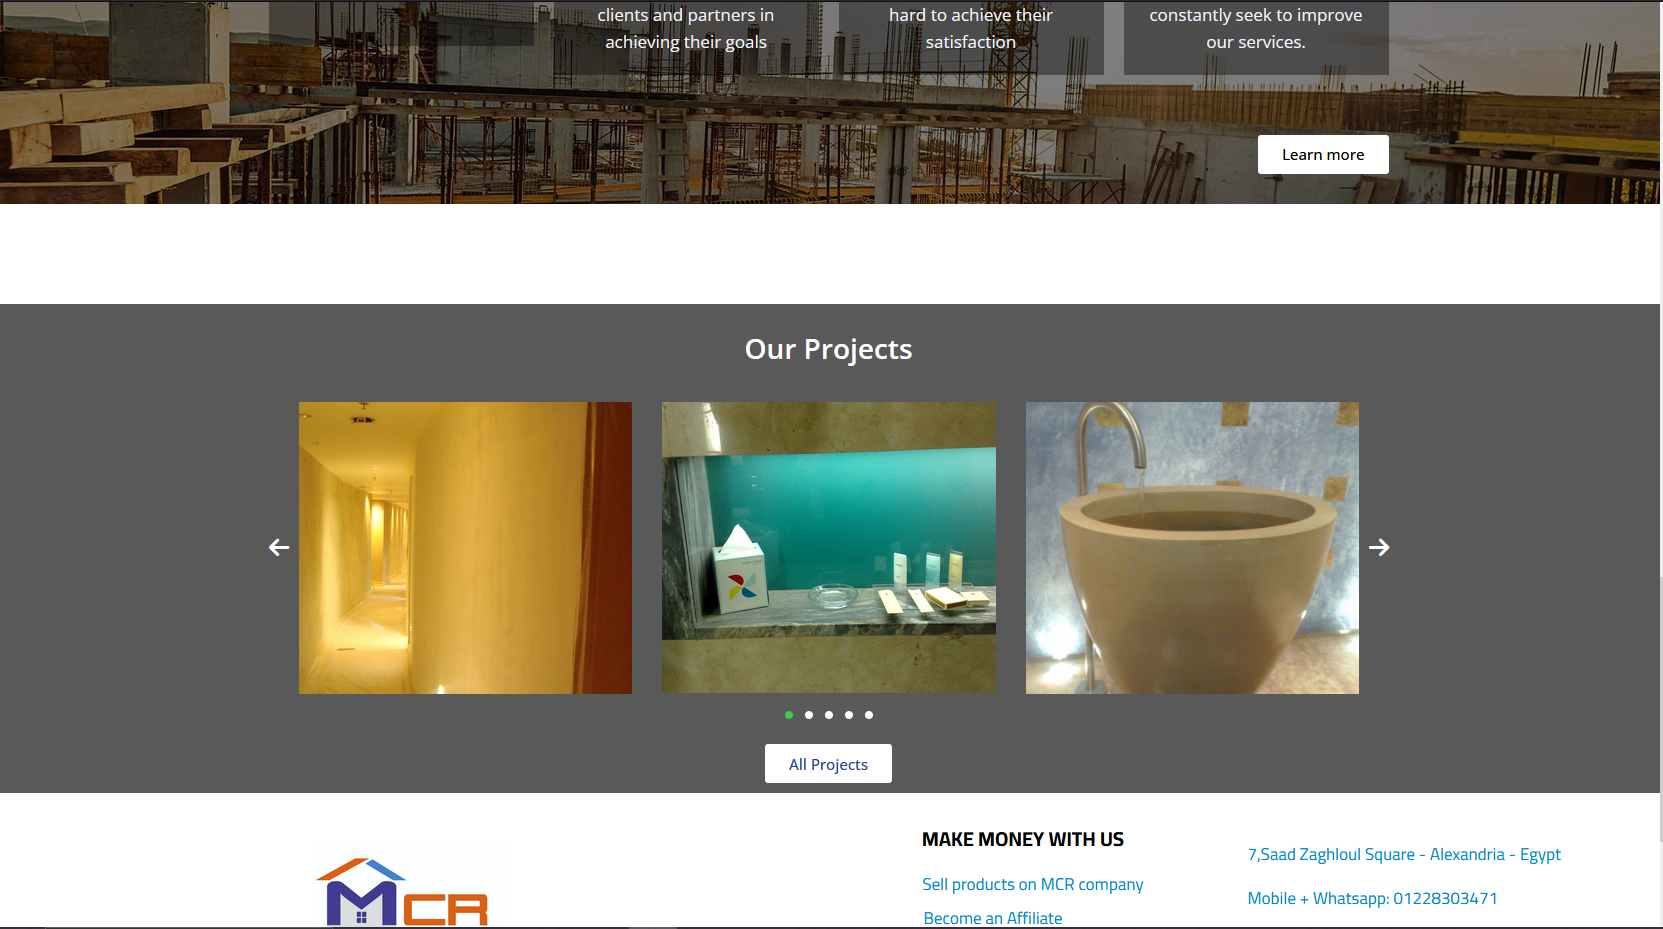 clients and partners in
achieving their goals
hard to achieve their
satisfaction
constantly seek to improve
our services.
Learn more
Our Projects
All Projects
MCR
MAKE MONEY WITH US
Sell products on MCR company
Become an Affiliate
7,Saad Zaghloul Square - Alexandria - Egypt
Mobile + Whatsapp: 01228303471